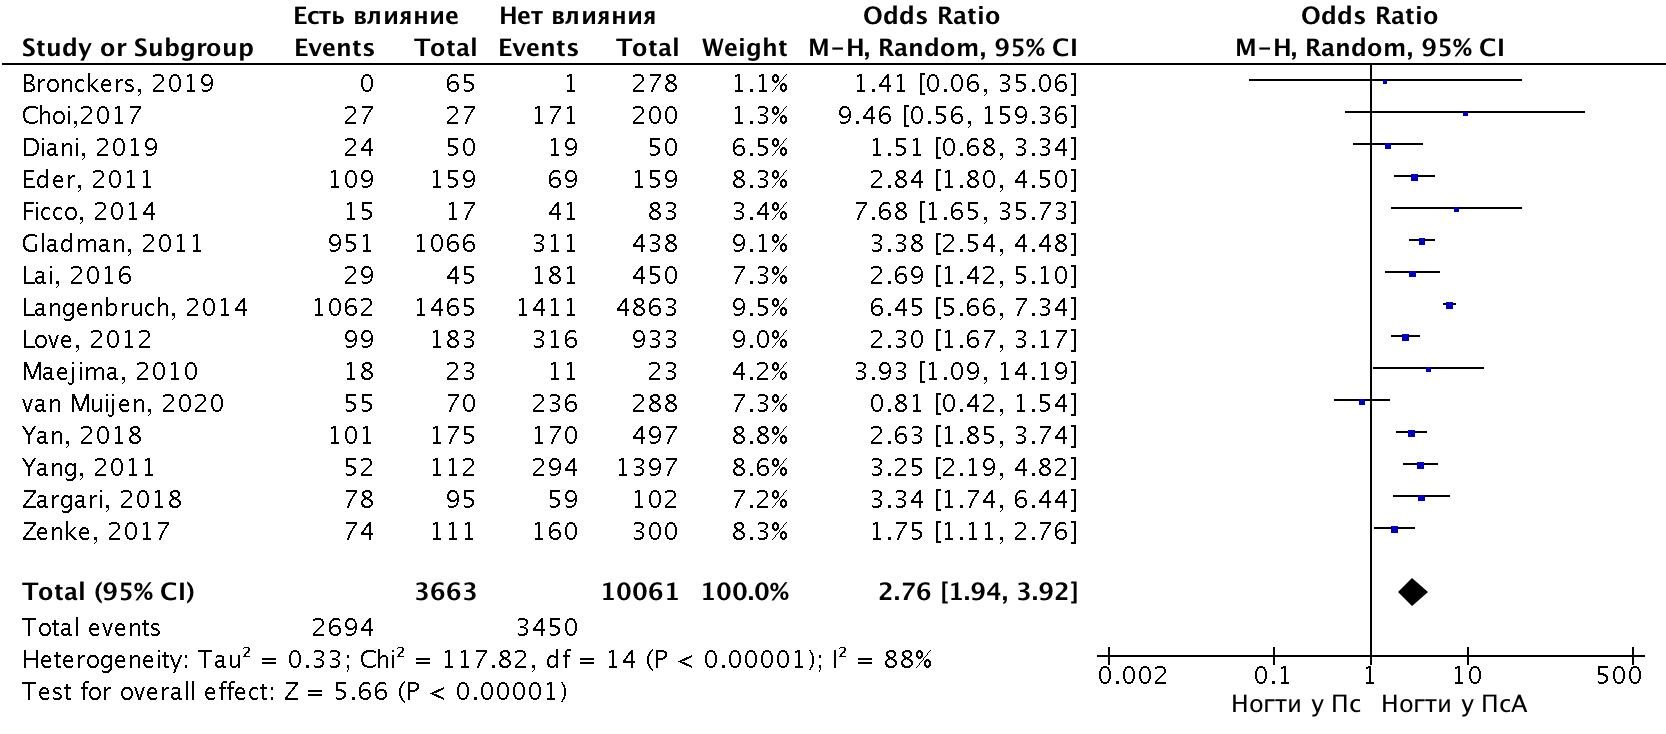 Есть влияние Нет влияния Odds Ratio Odds Ratio
Study or Subgroup Events Total Events Total Weight M-H, Random, 95% CI M-H, Random, 95% CI
Bronckers, 2019 0 65 1 278 1.1% 1.41 [0.06, 35.06]
Choi,2017 27 27 171 200 1.3% 9.46 [0.56, 159.36]
Diani, 2019 24 50 19 50 6.5% 1.51 [0.68, 3.34]
Eder, 2011 109 159 69 159 8.3% 2.84 [1.80, 4.50]
Ficco, 2014 15 17 41 83 3.4% 7.68 [1.65, 35.73]
Gladman, 2011 951 1066 311 438 9.1% 3.38 [2.54, 4.48]
Lai, 2016 29 45 181 450 7.3% 2.69 [1.42, 5.10]
Langenbruch, 2014 1062 1465 1411 4863 9.5% 6.45 [5.66, 7.34]
Love, 2012 99 183 316 933 9.0% 2.30 [1.67, 3.17]
Maejima, 2010 18 23 11 23 4.2% 3.93 [1.09, 14.19]
van Muijen, 2020 55 70 236 288 7.3% 0.81 [0.42, 1.54]
Yan, 2018 101 175 170 497 8.8% 2.63 [1.85, 3.74]
Yang, 2011 52 112 294 1397 8.6% 3.25 [2.19, 4.82]
Zargari, 2018 78 95 59 102 7.2% 3.34 [1.74, 6.44]
Zenke, 2017 74 111 160 300 8.3% 1.75 [1.11, 2.76]
Total (95% CI) 3663 10061 100.0% 2.76 [1.94, 3.92]
Total events 2694 3450
Heterogeneity: Tau² = 0.33; Chi² = 117.82, df = 14 (P < 0.00001); I² = 88%
Test for overall effect: Z = 5.66 (P < 0.00001)
0.002 0.1 1 10 500
Ногти у Пс Ногти у ПсА